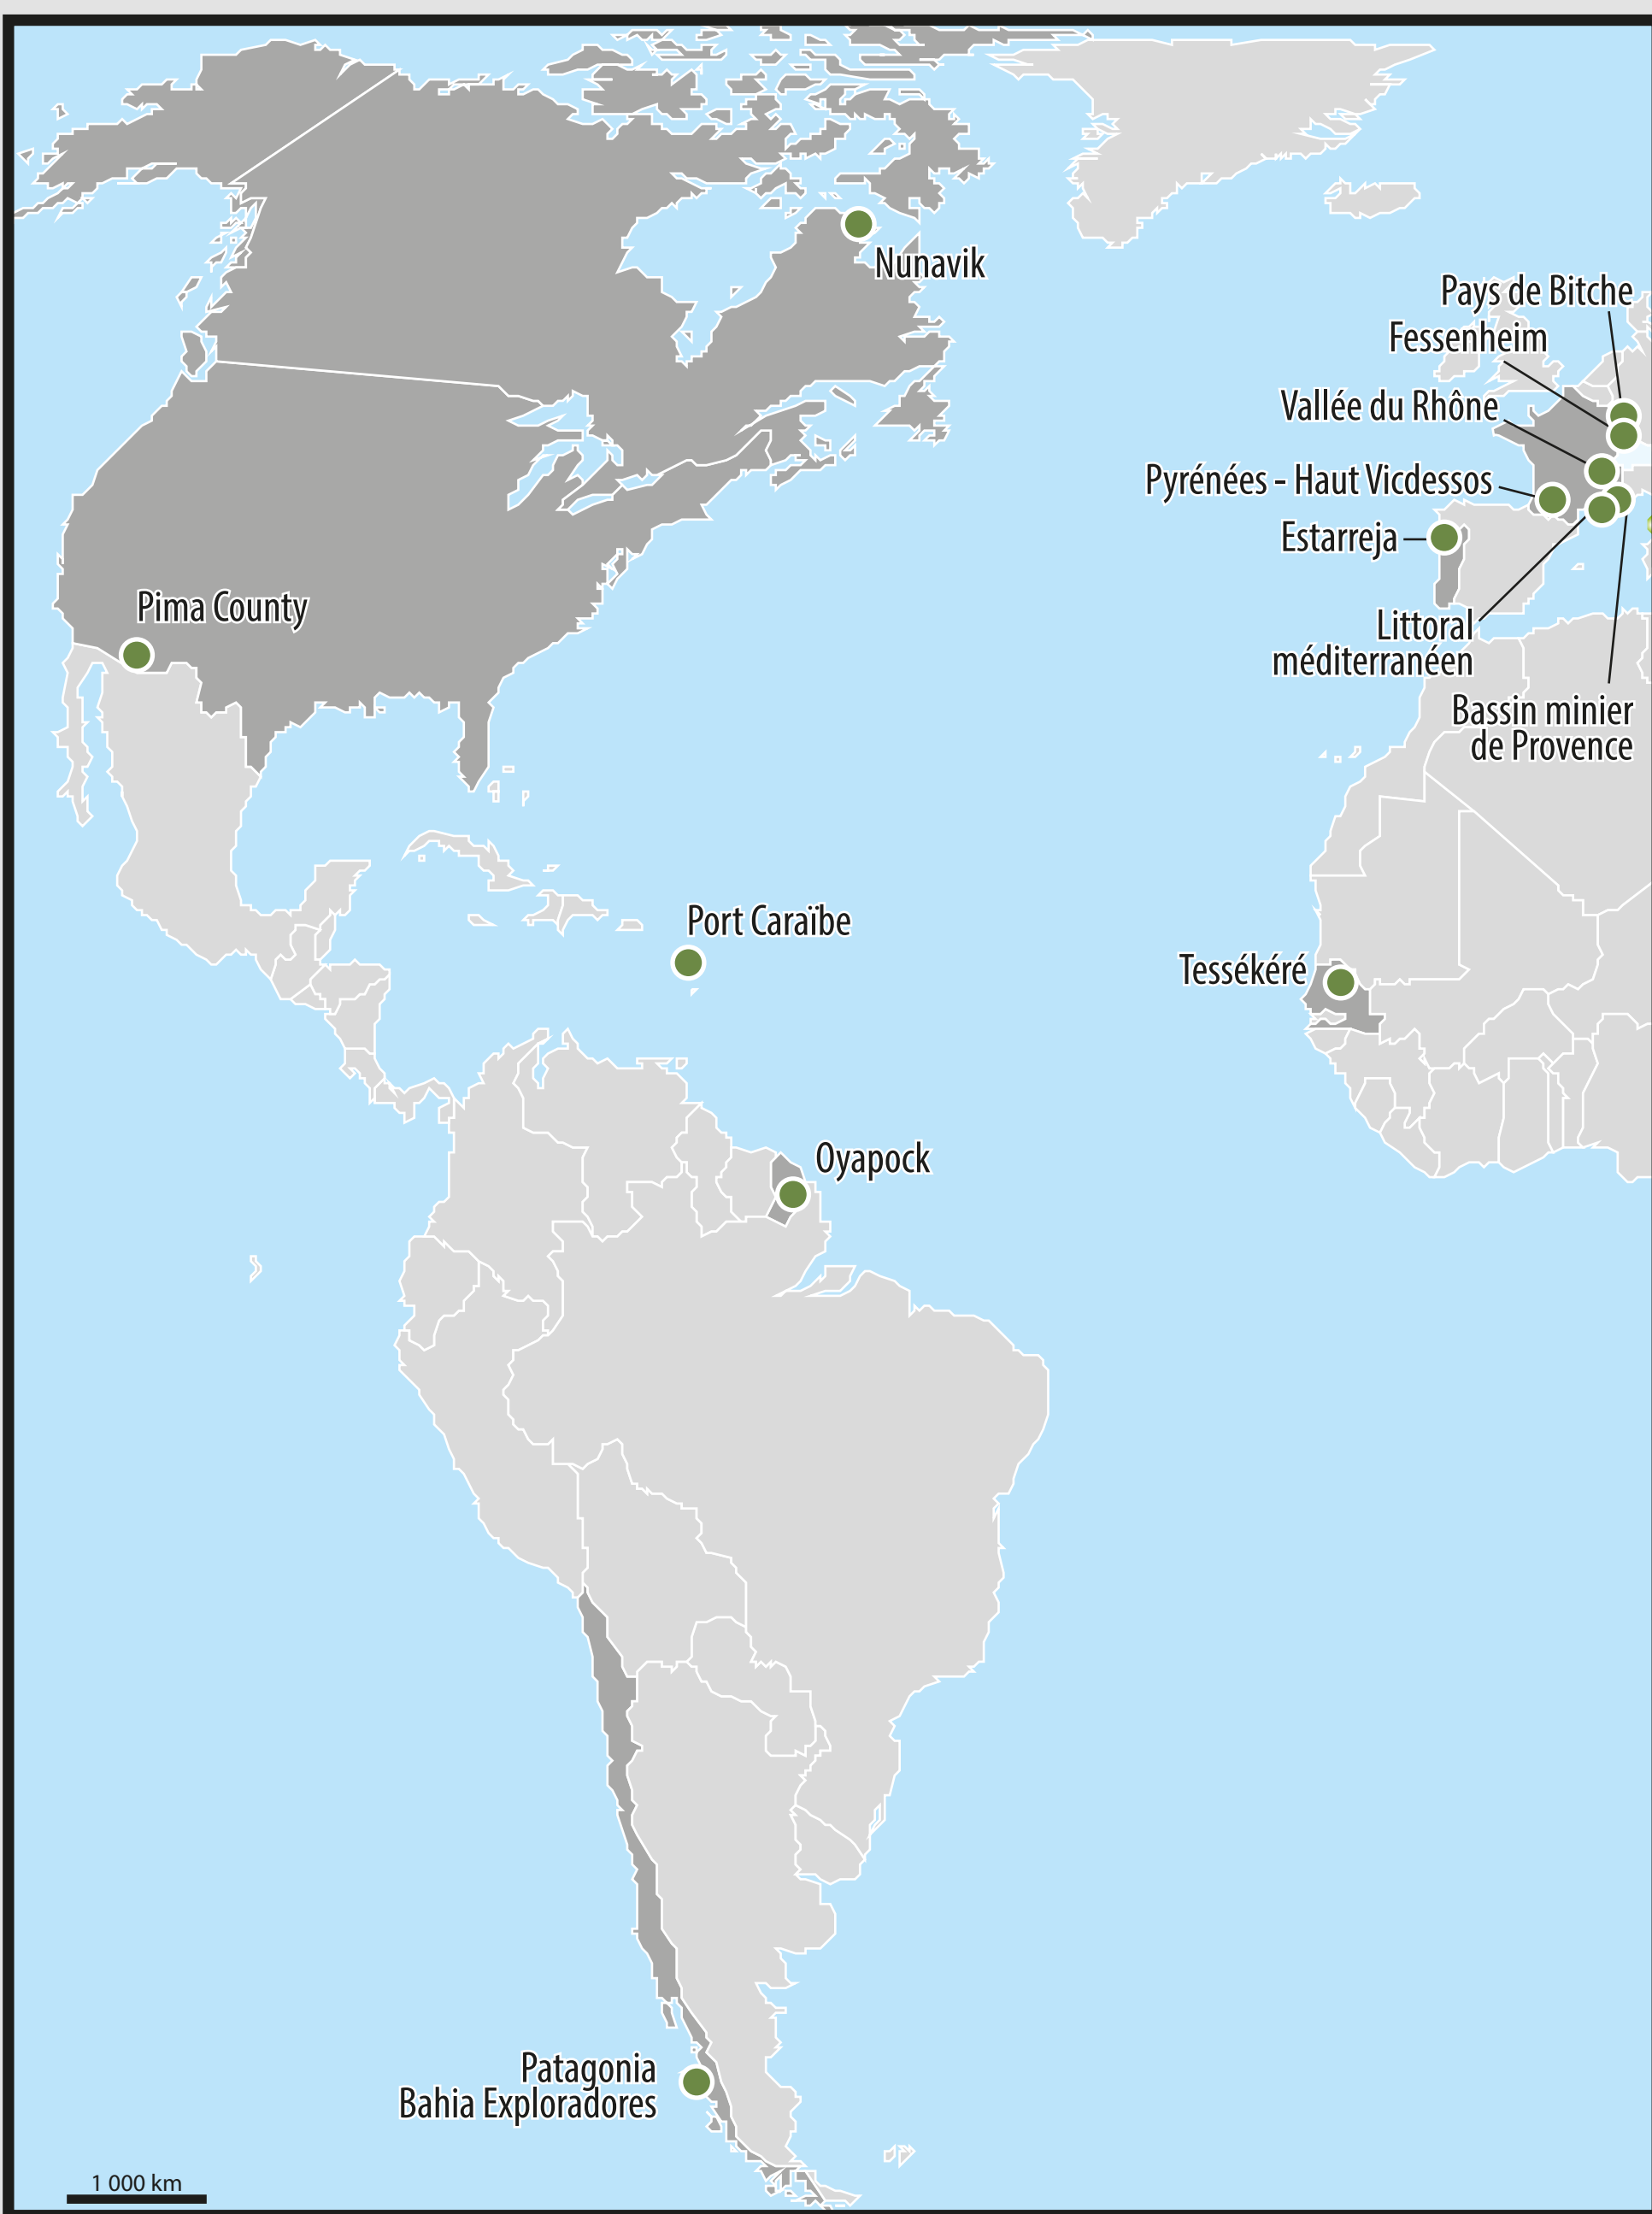 Nunavik
Pays de Bitche
Fessenheim
Vallée du Rhône
Pyrénées - Haut Vicdessos
Estarreja
Pima County
Littoral
méditerranéen
Bassin minier
de Provence
Port Caraïbe
Tessékéré
Oyapock
Patagonia
Bahia Exploradores
1 000 km